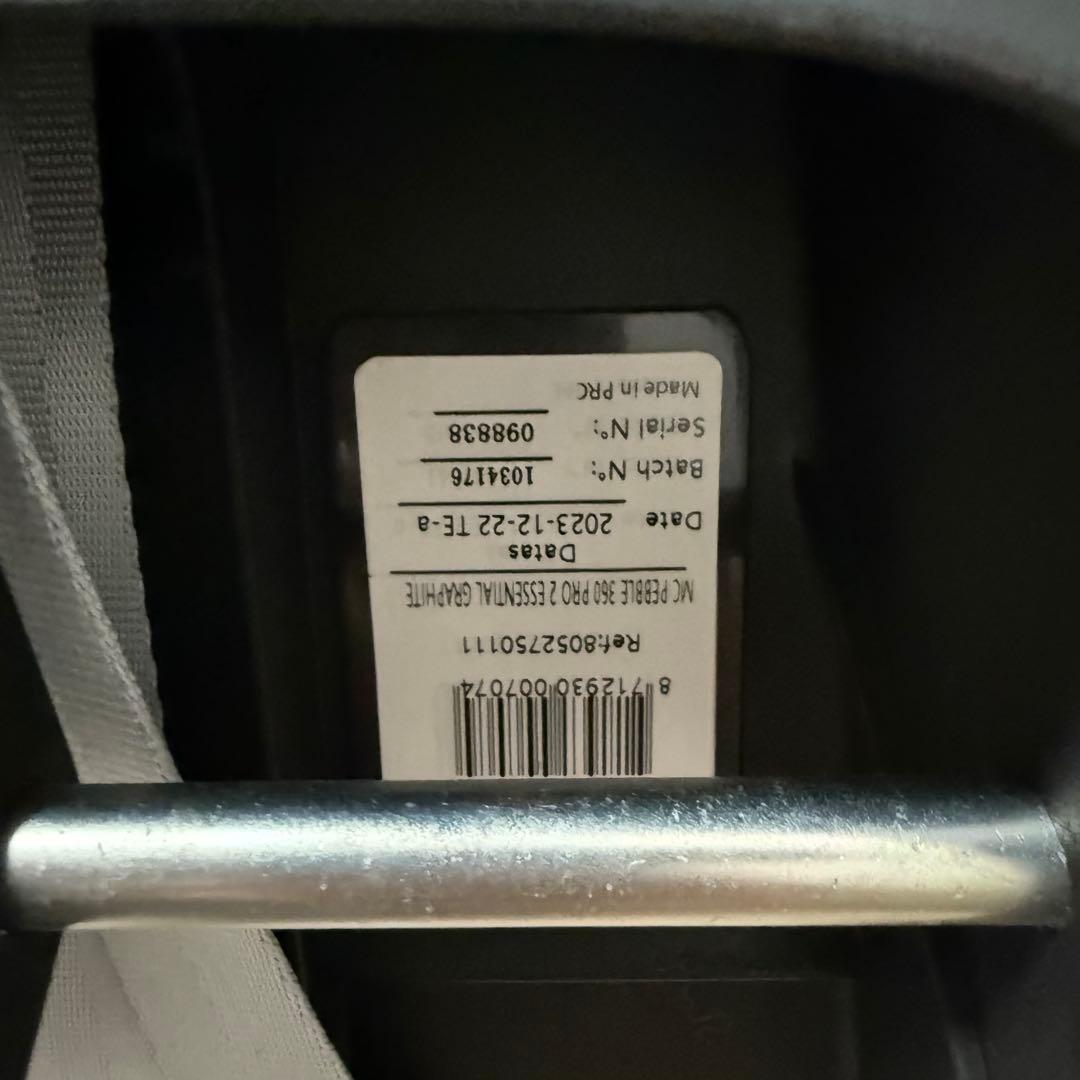 8 712930 007074
Ref:8052750111
MC PEBBLE 360 PRO 2 ESSENTIAL GRAPHITE
Datas
Date 2023-12-22 TE-a
Batch N°: 1034176
Serial N°: 098838
Made in PRC